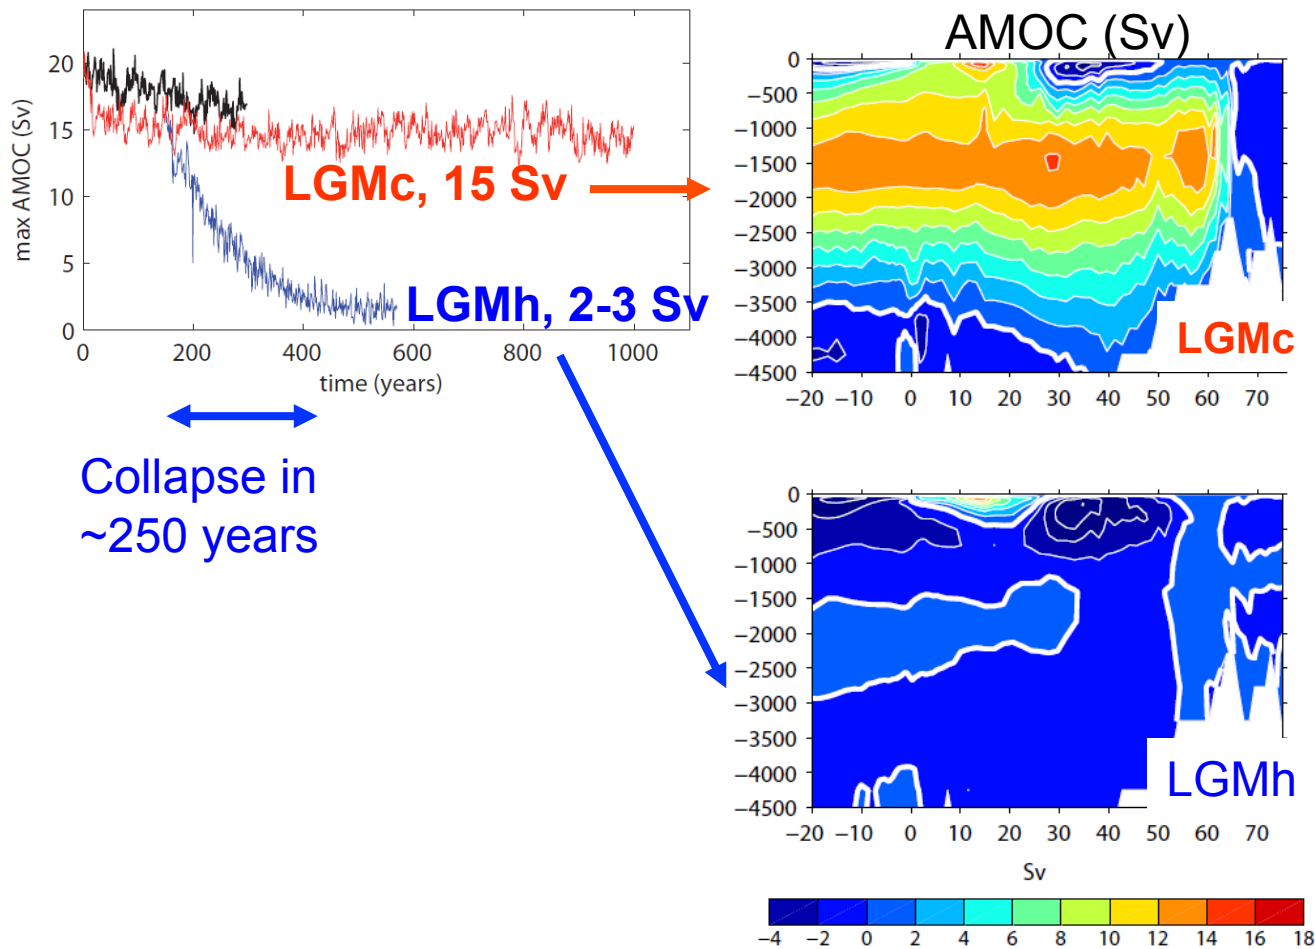 max AMOC (Sv)
20
15
10
5
0
0 200 400 600 800 1000
time (years)
LGMc, 15 Sv
LGMh, 2-3 Sv
Collapse in
~250 years
AMOC (Sv)
0
−500
−1000
−1500
−2000
−2500
−3000
−3500
−4000
−4500
−20 −10 0 10 20 30 40 50 60 70
LGMc
0
−500
−1000
−1500
−2000
−2500
−3000
−3500
−4000
−4500
−20 −10 0 10 20 30 40 50 60 70
LGMh
Sv
−4 −2 0 2 4 6 8 10 12 14 16 18